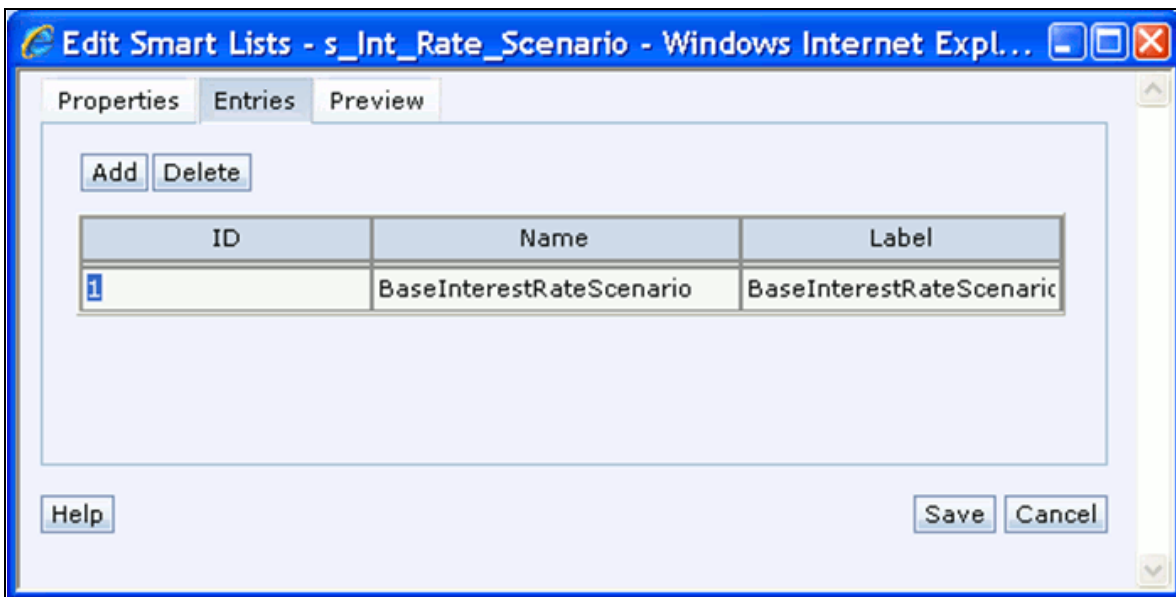 Edit Smart Lists - s_Int_Rate_Scenario - Windows Internet Expl...
Properties Entries Preview
Add Delete
ID Name Label
1 BaseInterestRateScenario BaseInterestRateScenaric
Help Save Cancel